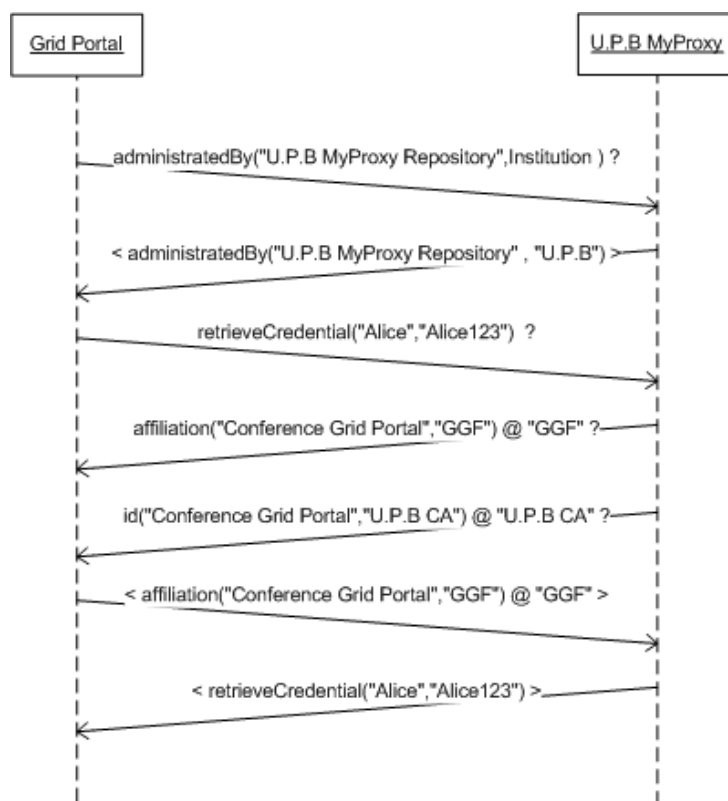 Grid Portal
U.P.B MyProxy
administratedBy("U.P.B MyProxy Repository",Institution ) ?
< administratedBy("U.P.B MyProxy Repository" , "U.P.B") >
retrieveCredential("Alice","Alice123")  ?
affiliation("Conference Grid Portal","GGF") @ "GGF" ?
id("Conference Grid Portal","U.P.B CA") @ "U.P.B CA" ?
< affiliation("Conference Grid Portal","GGF") @ "GGF" >
< retrieveCredential("Alice","Alice123") >